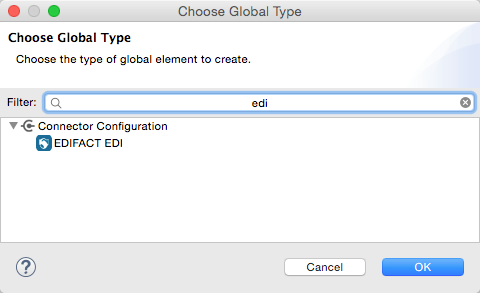 Choose Global Type
Choose Global Type
Choose the type of global element to create.
Filter: edi
Connector Configuration
EDIFACT EDI
? Cancel OK